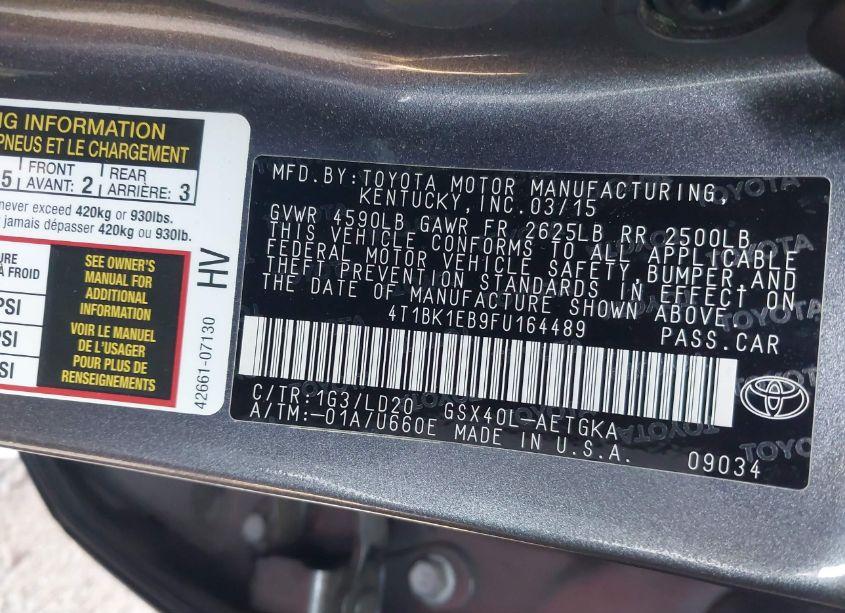 NG INFORMATION
PNEUS ET LE CHARGEMENT
5 FRONT AVANT: 2 REAR ARRIÈRE: 3
never exceed 420kg or 930lbs.
jamais dépasser 420kg ou 930lb.
À FROID
PSI
PSI
SI
SEE OWNER'S
MANUAL FOR
ADDITIONAL
INFORMATION
VOIR LE MANUEL
DE L'USAGER
POUR PLUS DE
RENSEIGNEMENTS
HV
42661-07130
MFD.BY:TOYOTA MOTOR MANUFACTURING,
KENTUCKY, INC.03/15
GVWR 4590LB GAWR FR 2625LB RR 2500LB
THIS VEHICLE CONFORMS TO ALL APPLICABLE
FEDERAL MOTOR VEHICLE SAFETY, BUMPER,AND
THEFT PREVENTION STANDARDS IN EFFECT ON
THE DATE OF MANUFACTURE SHOWN ABOVE.
4T1BK1EB9FU164489
PASS.CAR
C/TR:1G3/LD20 GSX40L-AETGKA
A/TM:-01A/U660E MADE IN U.S.A.
09034